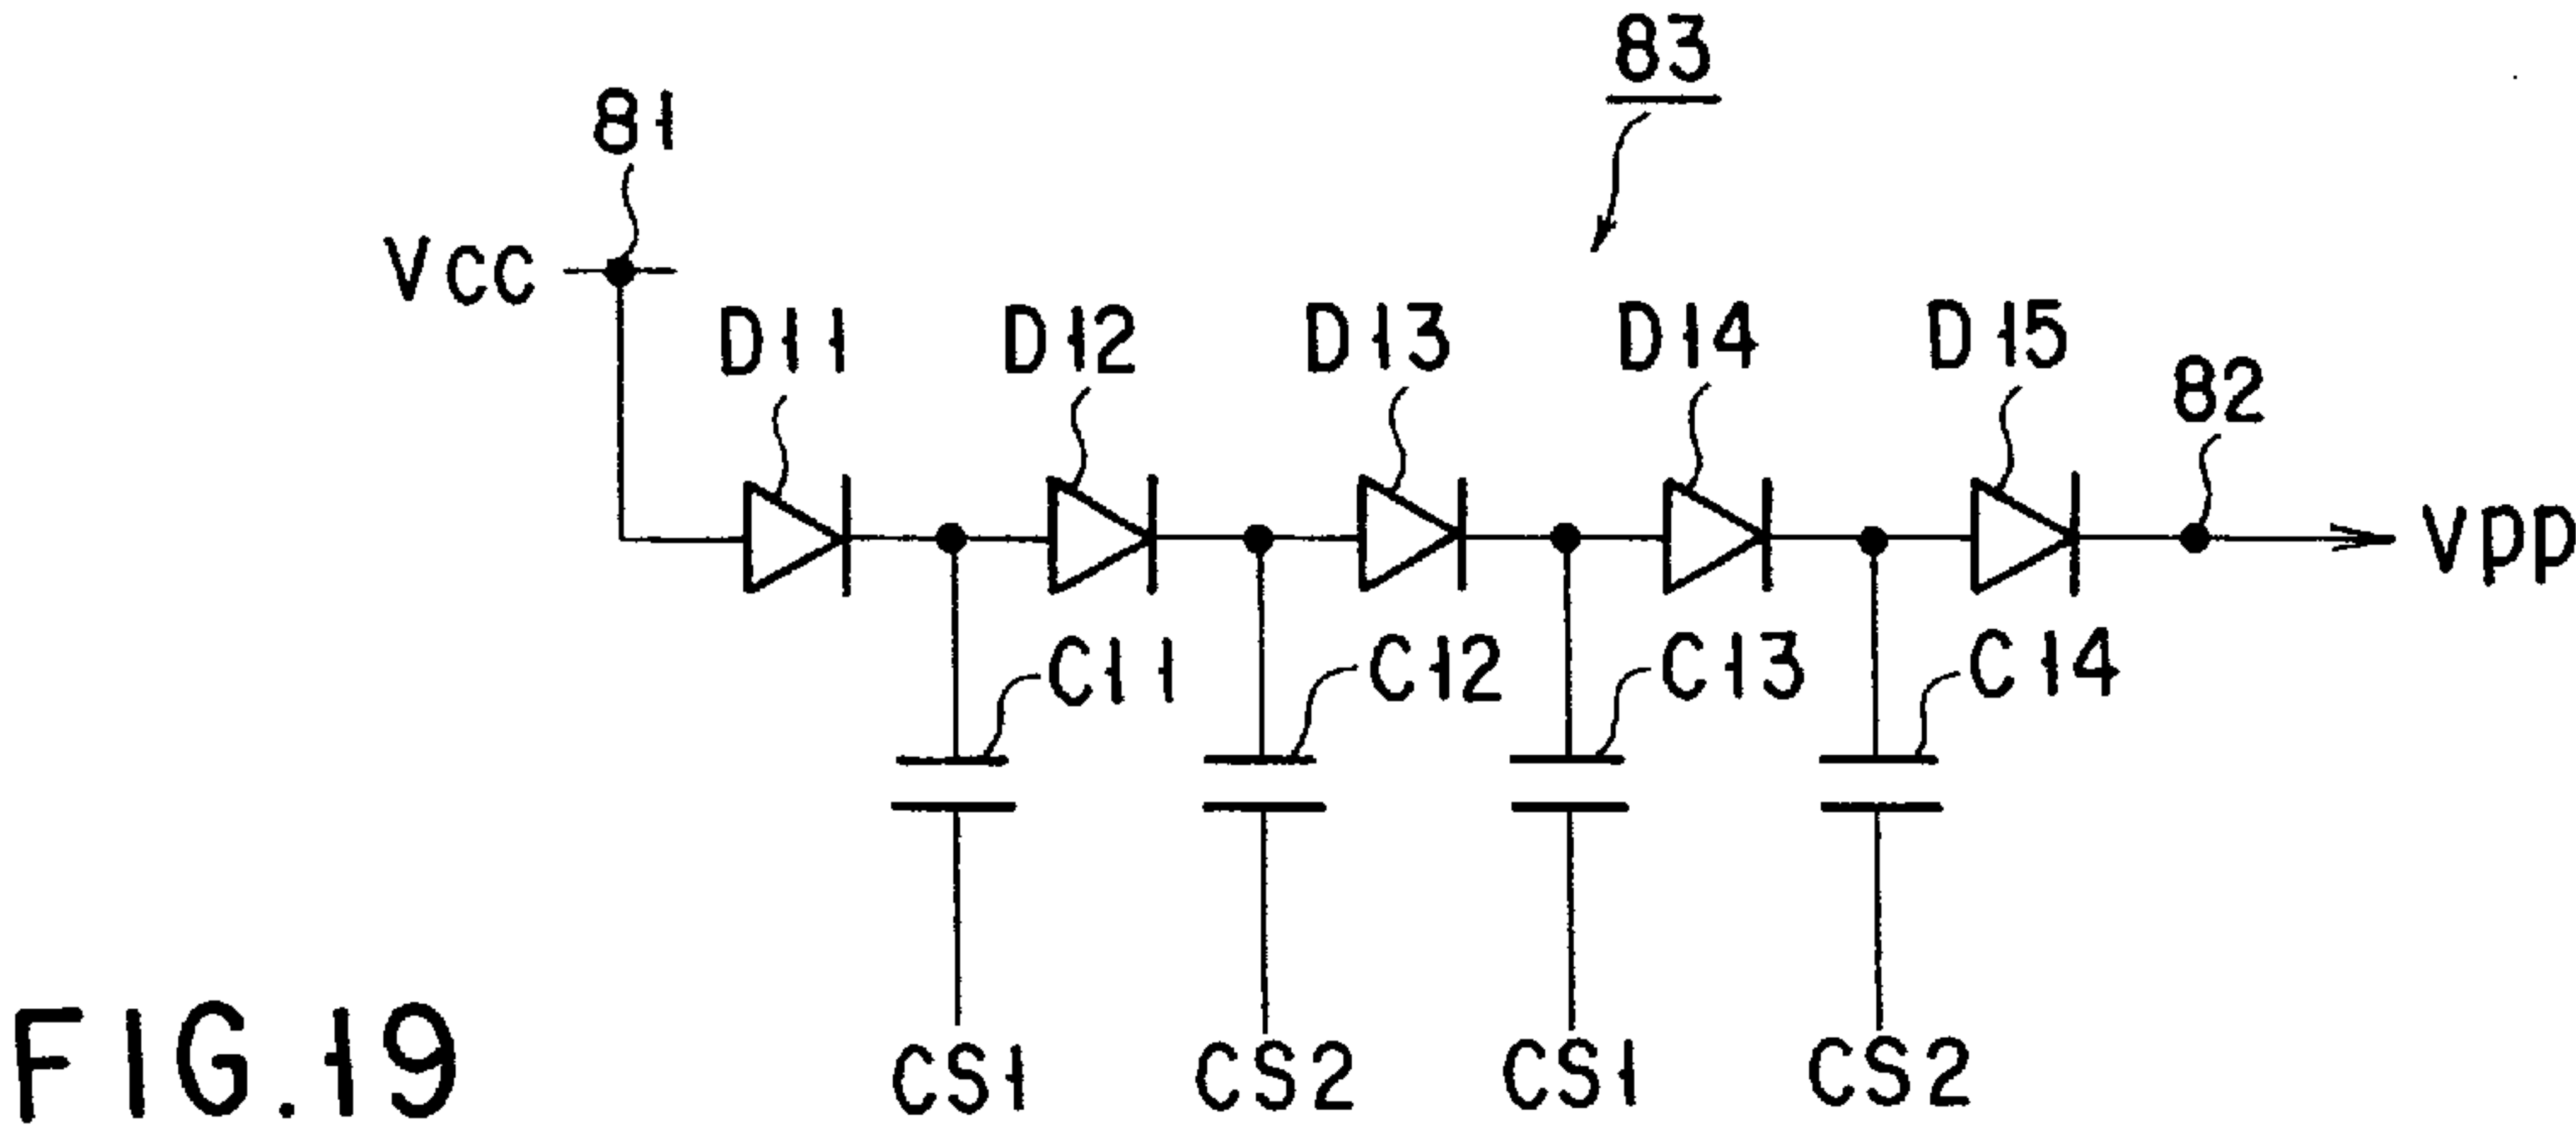 83
81
VCC
D11
D12
D13
D14
D15
82
VPP
C11
C12
C13
C14
CS1
CS2
CS1
CS2
FIG.19